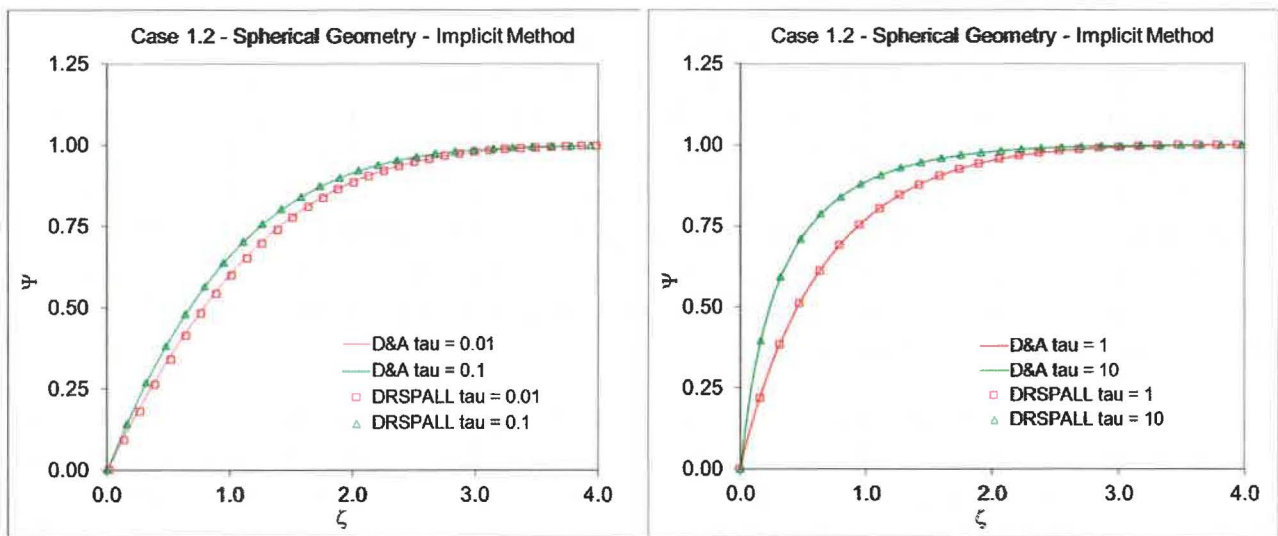 Case 1.2 - Spherical Geometry - Implicit Method
1.25
1.00
0.75
0.50
0.25
0.00
Ψ
D&A tau = 0.01
D&A tau = 0.1
DRSPALL tau = 0.01
DRSPALL tau = 0.1
0.0 1.0 2.0 3.0 4.0
ζ
Case 1.2 - Spherical Geometry - Implicit Method
1.25
1.00
0.75
0.50
0.25
0.00
Ψ
D&A tau = 1
D&A tau = 10
DRSPALL tau = 1
DRSPALL tau = 10
0.0 1.0 2.0 3.0 4.0
ζ